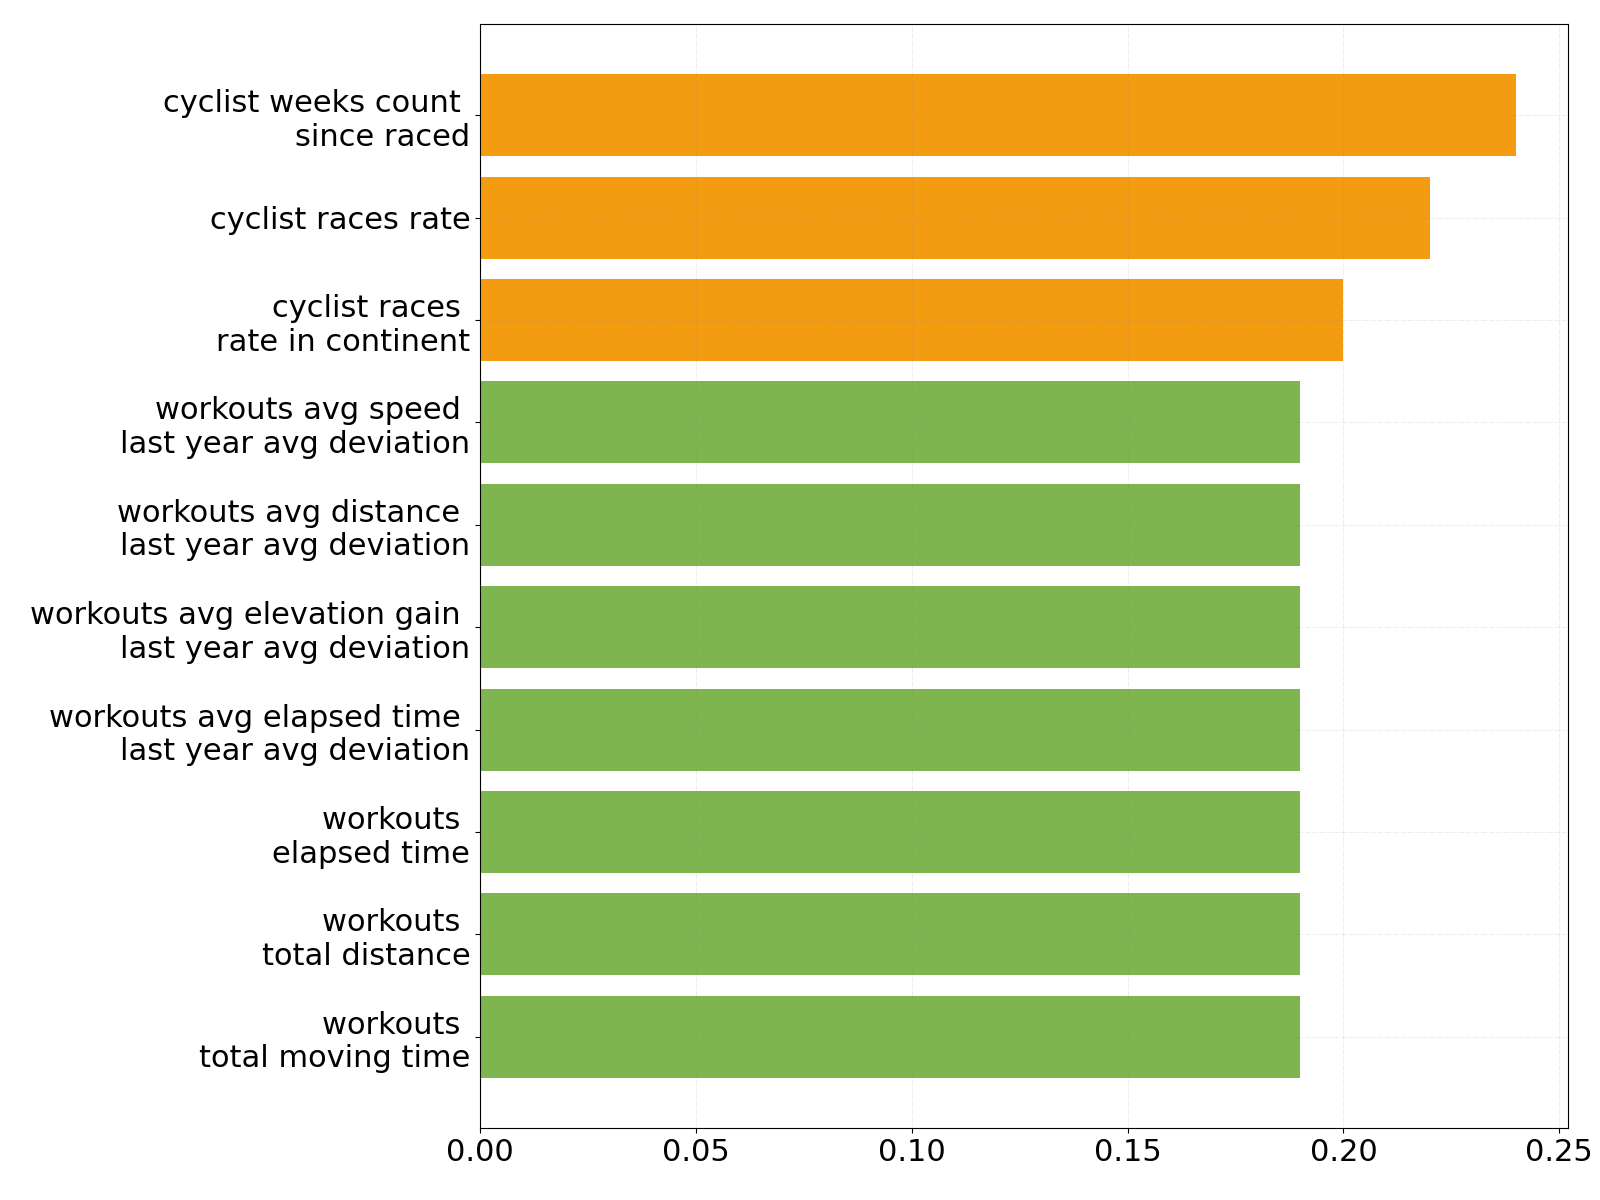 cyclist weeks count
since raced
cyclist races rate
cyclist races
rate in continent
workouts avg speed
last year avg deviation
workouts avg distance
last year avg deviation
workouts avg elevation gain
last year avg deviation
workouts avg elapsed time
last year avg deviation
workouts
elapsed time
workouts
total distance
workouts
total moving time
0.00 0.05 0.10 0.15 0.20 0.25